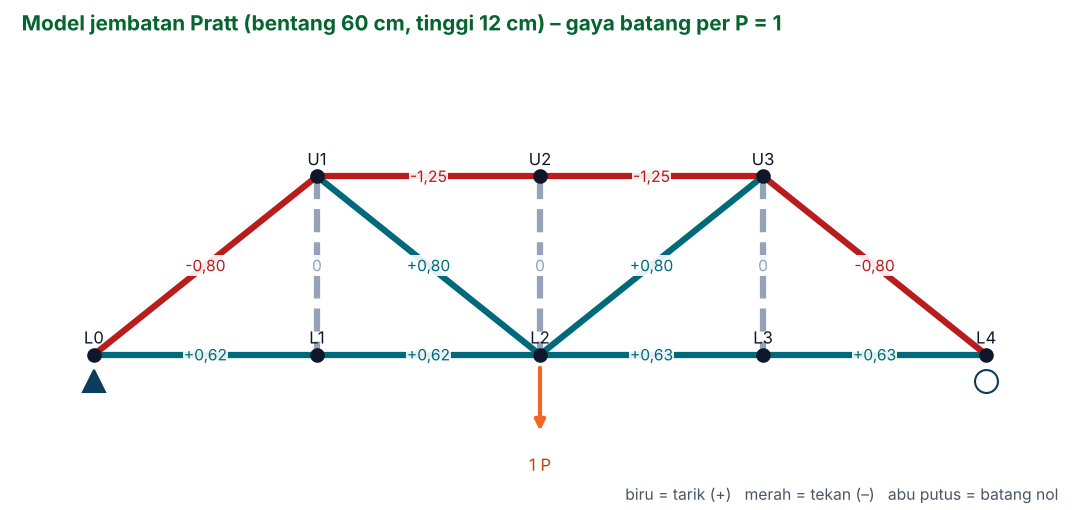 Model jembatan Pratt (bentang 60 cm, tinggi 12 cm) – gaya batang per P = 1
U1
U2
U3
-1,25
-1,25
-0,80
0
+0,80
0
+0,80
0
-0,80
L0
L1
L2
L3
L4
+0,62
+0,62
+0,63
+0,63
1 P
biru = tarik (+) merah = tekan (–) abu putus = batang nol